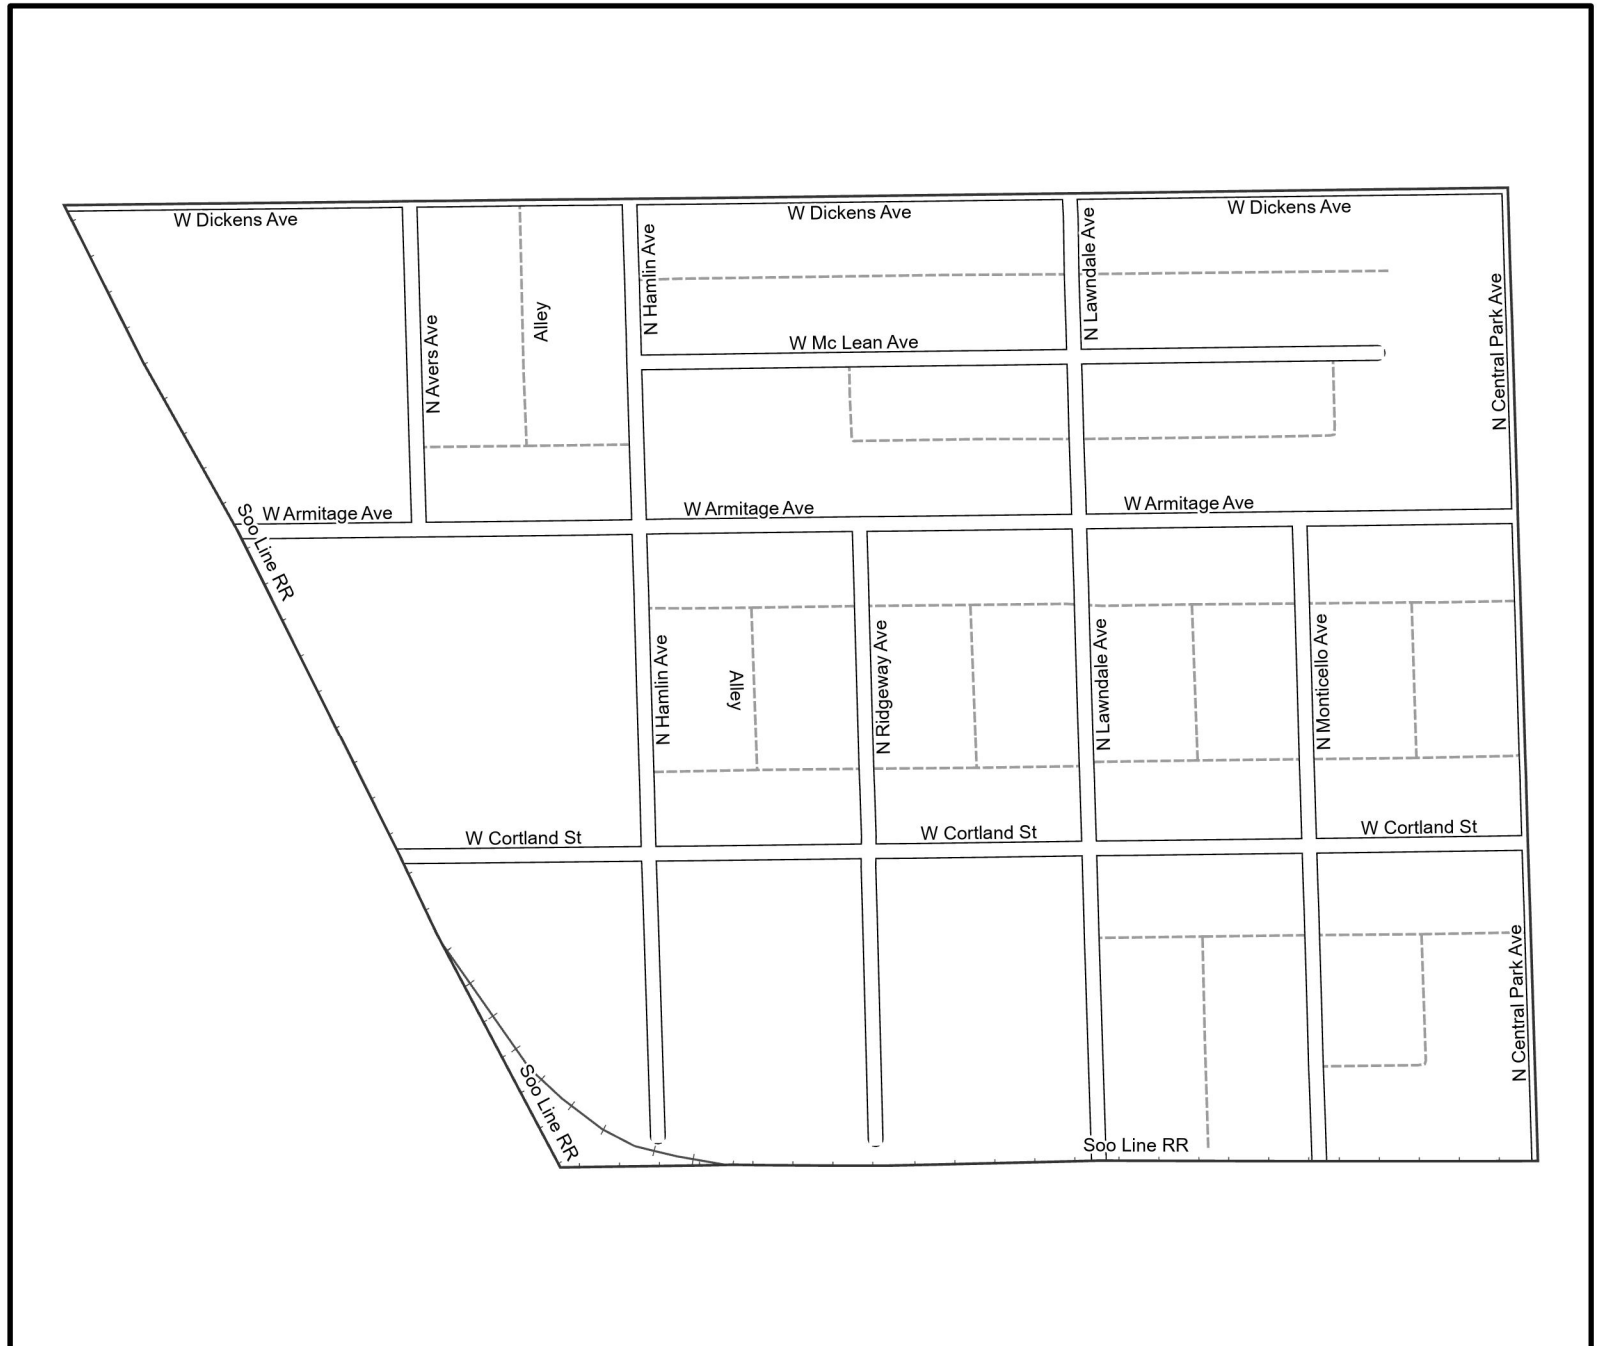 W Dickens Ave
W Dickens Ave
W Dickens Ave
N Avers Ave
Alley
N Hamlin Ave
N Lawndale Ave
N Central Park Ave
W Mc Lean Ave
W Armitage Ave
W Armitage Ave
W Armitage Ave
Soo Line RR
N Hamlin Ave
Alley
N Ridgeway Ave
N Lawndale Ave
N Monticello Ave
W Cortland St
W Cortland St
W Cortland St
N Central Park Ave
Soo Line RR
Soo Line RR